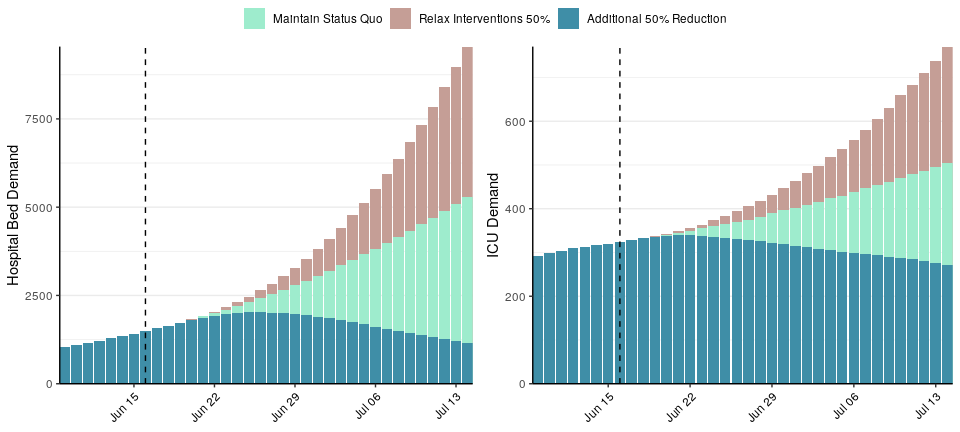 Maintain Status Quo Relax Interventions 50% Additional 50% Reduction
Hospital Bed Demand
7500
5000
2500
0
Jun 15 Jun 22 Jun 29 Jul 06 Jul 13
ICU Demand
600
400
200
0
Jun 15 Jun 22 Jun 29 Jul 06 Jul 13